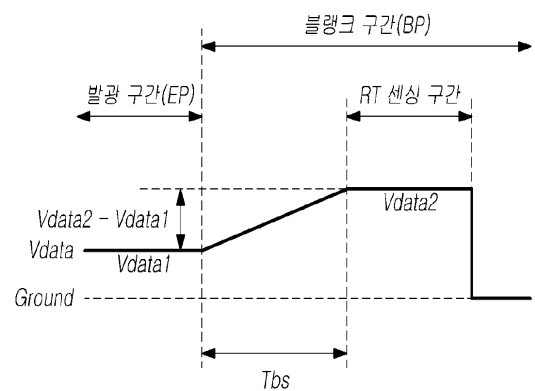 블랭크 구간(BP)
발광 구간(EP)
RT 센싱 구간
Vdata2 - Vdata1
Vdata2
Vdata
Vdata1
Ground
Tbs